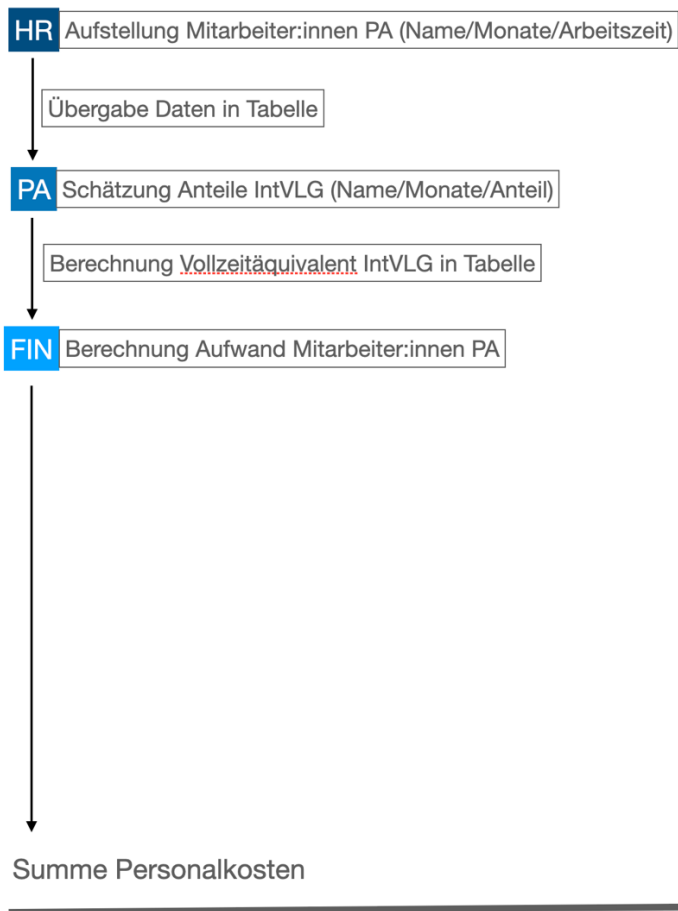 HR Aufstellung Mitarbeiter:innen PA (Name/Monate/Arbeitszeit)
Übergabe Daten in Tabelle
PA Schätzung Anteile IntVLG (Name/Monate/Anteil)
Berechnung Vollzeitäquivalent IntVLG in Tabelle
FIN Berechnung Aufwand Mitarbeiter:innen PA
Summe Personalkosten